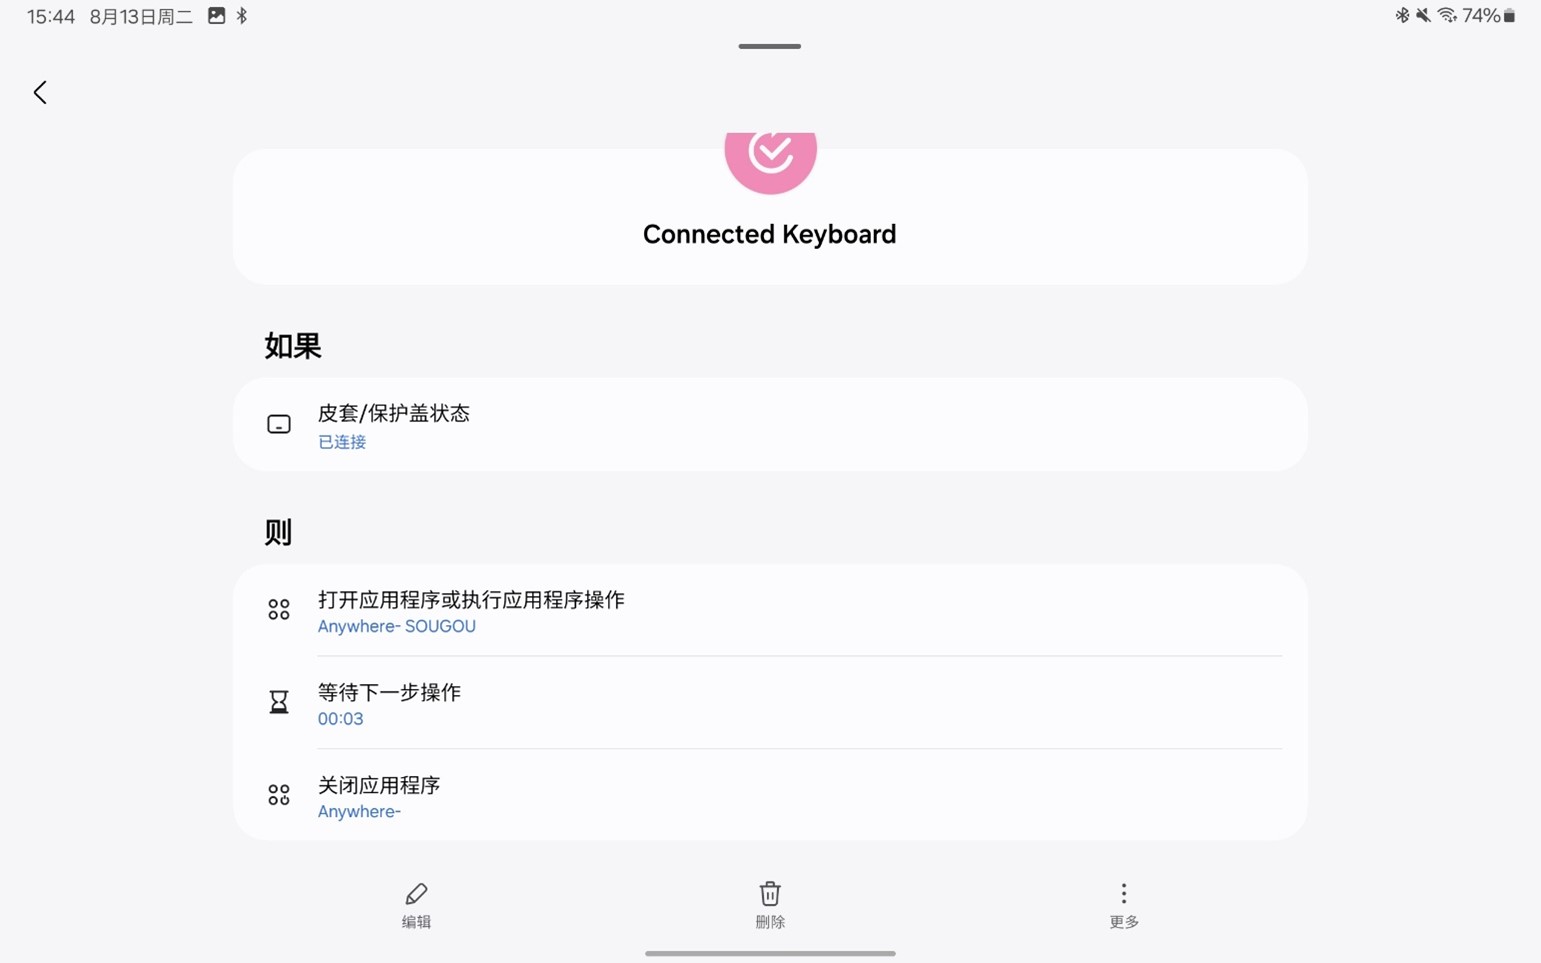 15:44 8月13日周二
74%
Connected Keyboard
如果
皮套/保护盖状态
已连接
则
打开应用程序或执行应用程序操作
Anywhere- SOUGOU
等待下一步操作
00:03
关闭应用程序
Anywhere-
编辑
删除
更多